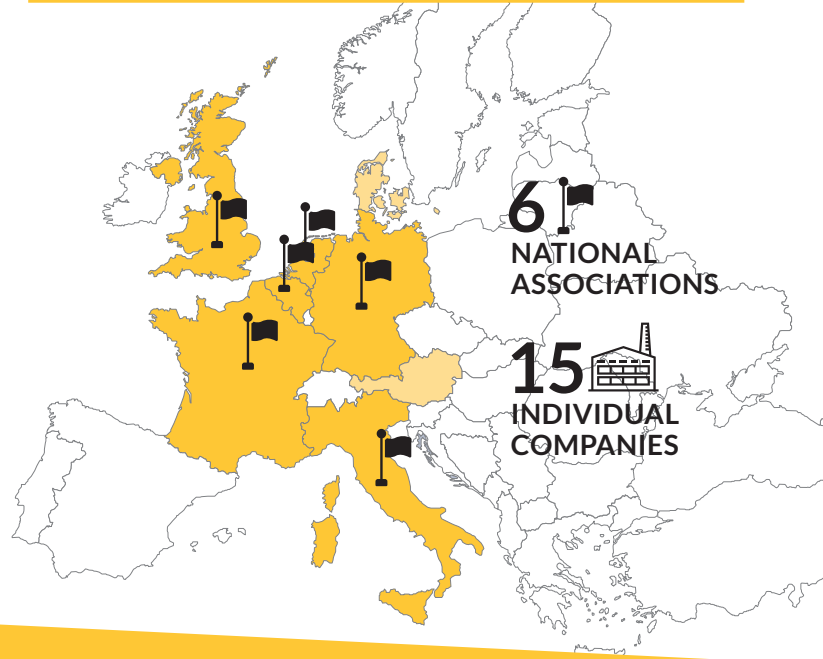 6
NATIONAL
ASSOCIATIONS
15
INDIVIDUAL
COMPANIES